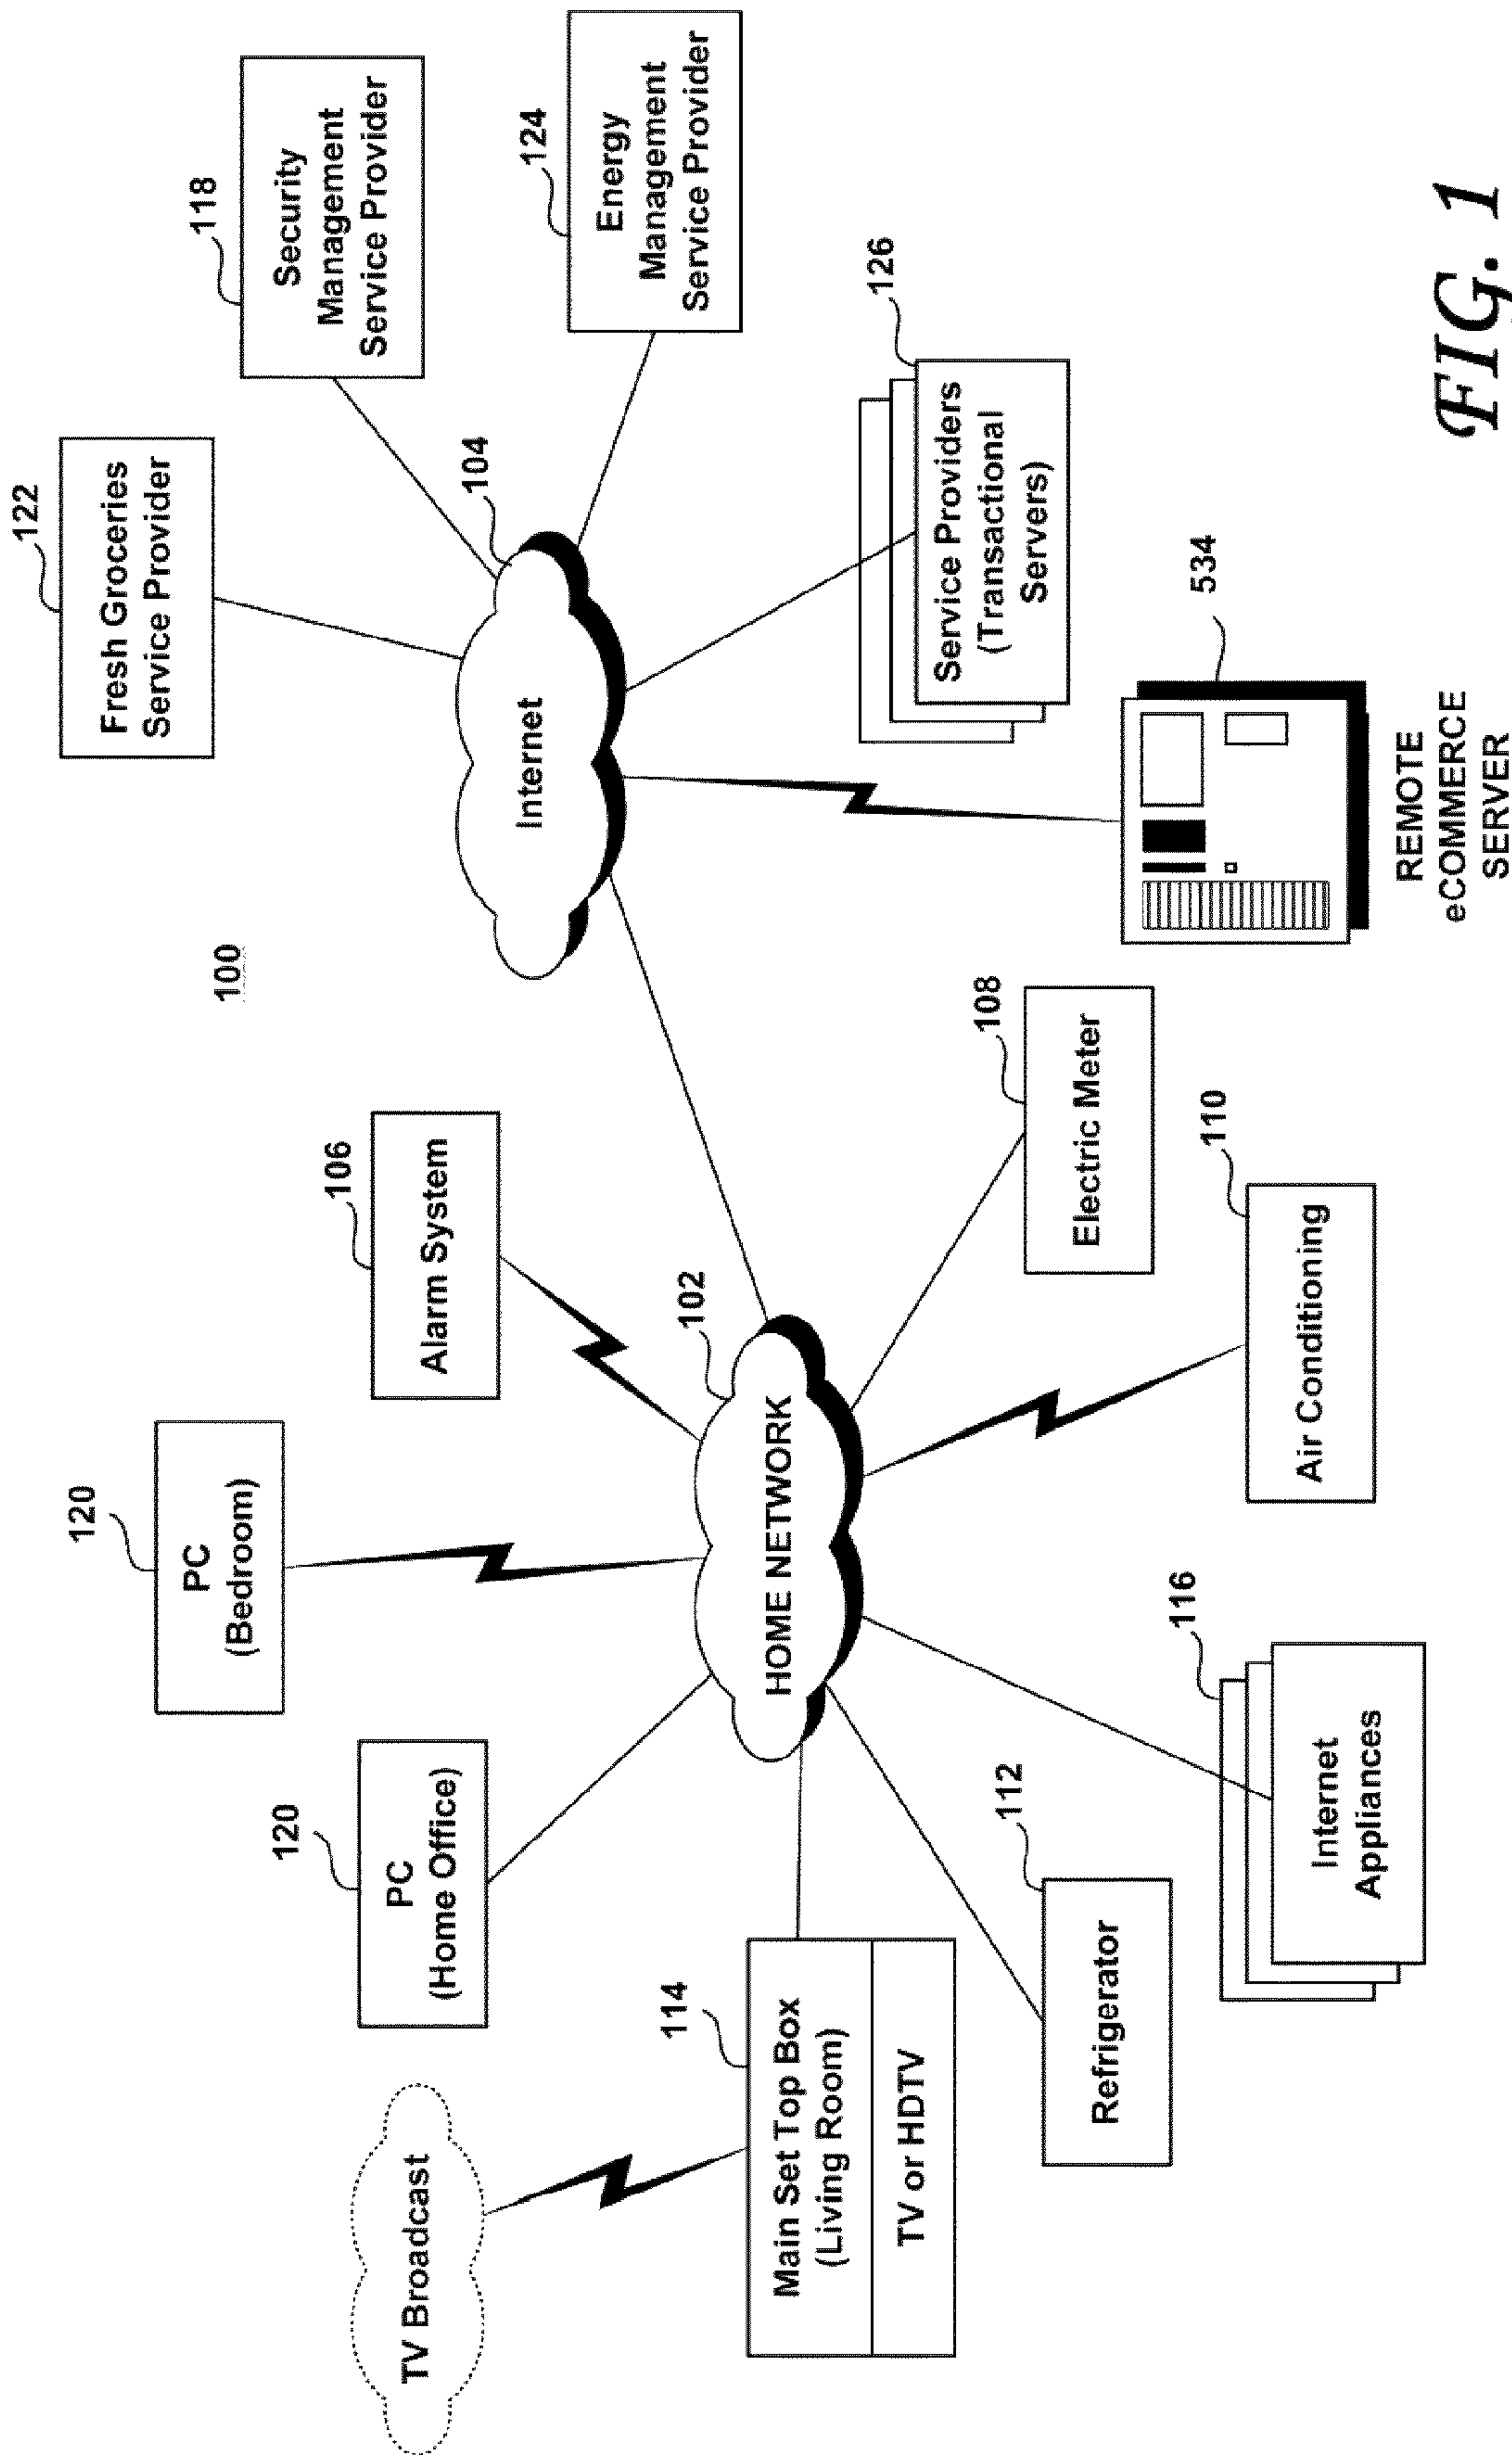 100
122
Fresh Groceries
Service Provider
118
Security
Management
Service Provider
120
PC
(Bedroom)
106
Alarm System
104
Internet
124
Energy
Management
Service Provider
120
PC
(Home Office)
TV Broadcast
102
HOME NETWORK
126
Service Providers
(Transactional
Servers)
114
Main Set Top Box
(Living Room)
TV or HDTV
108
Electric Meter
534
REMOTE
eCOMMERCE
SERVER
112
Refrigerator
116
Internet
Appliances
110
Air Conditioning
FIG. 1